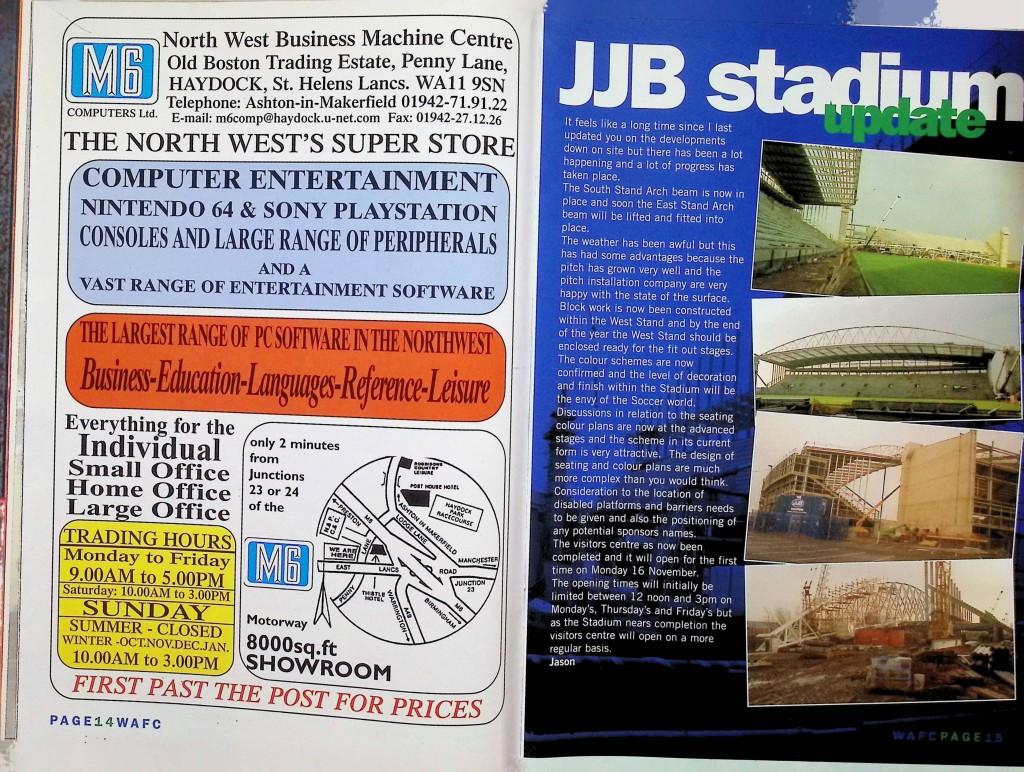 M6
COMPUTERS Ltd.
North West Business Machine Centre
Old Boston Trading Estate, Penny Lane,
HAYDOCK, St. Helens Lancs. WA11 9SN
Telephone: Ashton-in-Makerfield 01942-71.91.22
E-mail: m6comp@haydock.u-net.com Fax: 01942-27.12.26
THE NORTH WEST'S SUPER STORE
COMPUTER ENTERTAINMENT
NINTENDO 64 & SONY PLAYSTATION
CONSOLES AND LARGE RANGE OF PERIPHERALS
AND A
VAST RANGE OF ENTERTAINMENT SOFTWARE
THE LARGEST RANGE OF PC SOFTWARE IN THE NORTHWEST
Business-Education-Languages-Reference-Leisure
Everything for the
Individual
Small Office
Home Office
Large Office
TRADING HOURS
Monday to Friday
9.00AM to 5.00PM
Saturday: 10.00AM to 3.00PM
SUNDAY
SUMMER - CLOSED
WINTER -OCT.NOV.DEC.JAN.
10.00AM to 3.00PM
only 2 minutes
from
Junctions
23 or 24
of the
M6
Motorway
8000sq.ft
SHOWROOM
ROBINSONS
COUNTRY
LEISURE
POST HOUSE HOTEL
HAYDOCK
PARK
RACECOURSE
PRESTON
M6
ASHTON IN MAKERFIELD
LODGE LANE
WE ARE
HERE
LANE
MANCHESTER
EAST
LANCS
ROAD
JUNCTION
23
PENNY
THISTLE
HOTEL
WARRINGTON
A49
BIRMINGHAM
M6
FIRST PAST THE POST FOR PRICES
PAGE14WAFC
JJB stadium
update
It feels like a long time since I last
updated you on the developments
down on site but there has been a lot
happening and a lot of progress has
taken place.
The South Stand Arch beam is now in
place and soon the East Stand Arch
beam will be lifted and fitted into
place.
The weather has been awful but this
has had some advantages because the
pitch has grown very well and the
pitch installation company are very
happy with the state of the surface.
Block work is now been constructed
within the West Stand and by the end
of the year the West Stand should be
enclosed ready for the fit out stages.
The colour schemes are now
confirmed and the level of decoration
and finish within the Stadium will be
the envy of the Soccer world.
Discussions in relation to the seating
colour plans are now at the advanced
stages and the scheme in its current
form is very attractive. The design of
seating and colour plans are much
more complex than you would think.
Consideration to the location of
disabled platforms and barriers needs
to be given and also the positioning of
any potential sponsors names.
The visitors centre as now been
completed and it will open for the first
time on Monday 16 November.
The opening times will initially be
limited between 12 noon and 3pm on
Monday's, Thursday's and Friday's but
as the Stadium nears completion the
visitors centre will open on a more
regular basis.
Jason
WAFCPAGE15